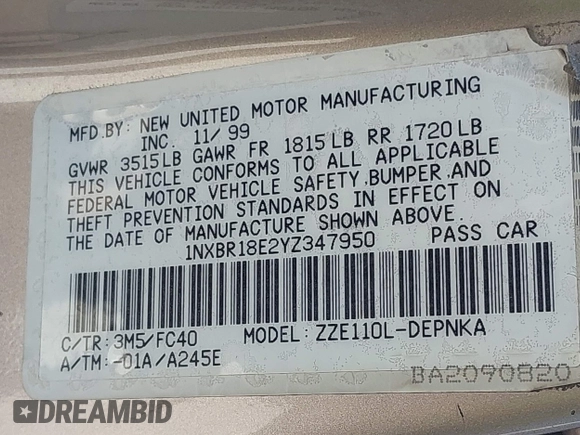 MFD.BY: NEW UNITED MOTOR MANUFACTURING
INC. 11/99
GVWR 3515LB GAWR FR 1815LB RR 1720LB
THIS VEHICLE CONFORMS TO ALL APPLICABLE
FEDERAL MOTOR VEHICLE SAFETY,BUMPER,AND
THEFT PREVENTION STANDARDS IN EFFECT ON
THE DATE OF MANUFACTURE SHOWN ABOVE.
1NXBR18E2YZ347950 PASS CAR
C/TR: 3M5/FC40 MODEL: ZZE110L-DEPNKA
A/TM: -01A/A245E
BA2090820
DREAMBID